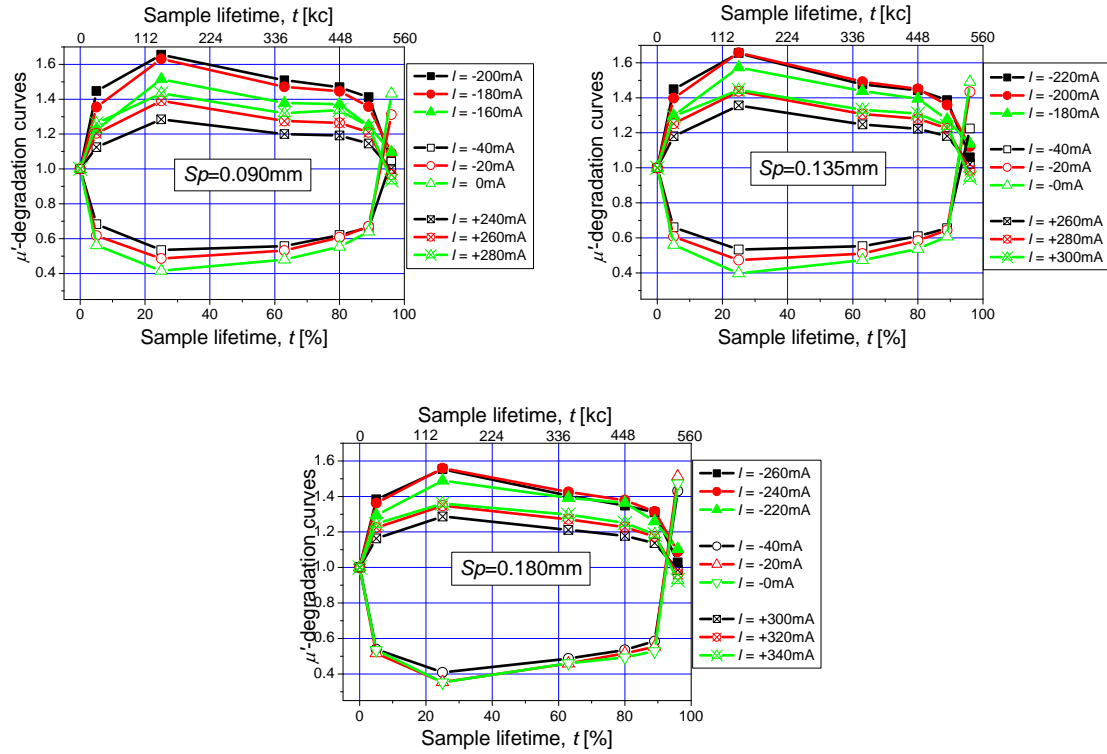 Sample lifetime, t [kc]
0 112 224 336 448 560
1.6
1.4
1.2
1.0
0.8
0.6
0.4
μ'-degradation curves
Sp=0.090mm
I = -200mA
I = -180mA
I = -160mA
I = -40mA
I = -20mA
I = 0mA
I = +240mA
I = +260mA
I = +280mA
0 20 40 60 80 100
Sample lifetime, t [%]
Sample lifetime, t [kc]
0 112 224 336 448 560
1.6
1.4
1.2
1.0
0.8
0.6
0.4
μ'-degradation curves
Sp=0.135mm
I = -220mA
I = -200mA
I = -180mA
I = -40mA
I = -20mA
I = -0mA
I = +260mA
I = +280mA
I = +300mA
0 20 40 60 80 100
Sample lifetime, t [%]
Sample lifetime, t [kc]
0 112 224 336 448 560
1.6
1.4
1.2
1.0
0.8
0.6
0.4
μ'-degradation curves
Sp=0.180mm
I = -260mA
I = -240mA
I = -220mA
I = -40mA
I = -20mA
I = -0mA
I = +300mA
I = +320mA
I = +340mA
0 20 40 60 80 100
Sample lifetime, t [%]